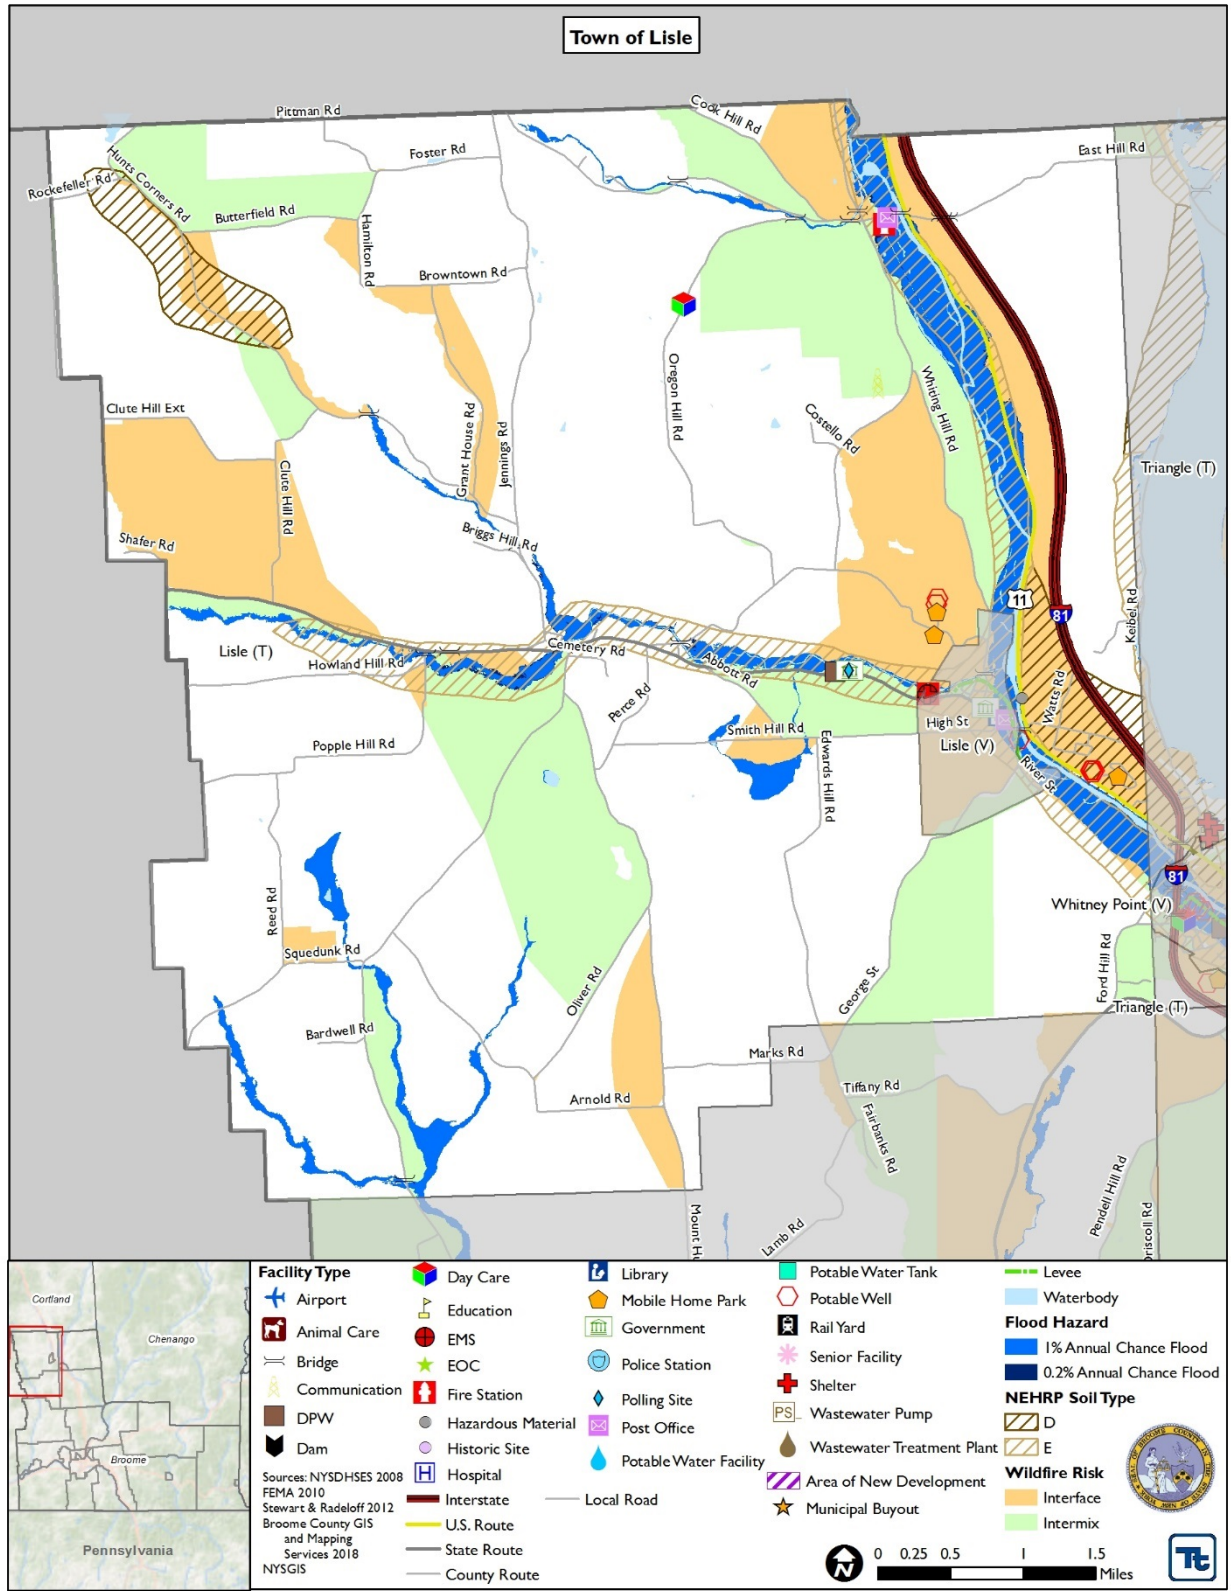 Town of Lisle
Pittman Rd
Cook Hill Rd
East Hill Rd
Foster Rd
Hunts Corners Rd
Rockefeller Rd
Butterfield Rd
Hamilton Rd
Browntown Rd
Oregon Hill Rd
Whiting Hill Rd
Costello Rd
Clute Hill Ext
Grant House Rd
Jennings Rd
Triangle (T)
Clute Hill Rd
Shafer Rd
Briggs Hill Rd
11
81
Keibel Rd
Lisle (T)
Howland Hill Rd
Cemetery Rd
Abbott Rd
Watts Rd
Perce Rd
High St
Lisle (V)
Smith Hill Rd
Popple Hill Rd
Edwards Hill Rd
River St
81
Whitney Point (V)
Reed Rd
Squedunk Rd
Ford Hill Rd
Oliver Rd
George St
Triangle (T)
Bardwell Rd
Marks Rd
Tiffany Rd
Arnold Rd
Fairbanks Rd
Pendell Hill Rd
Mount Hu
Lamb Rd
riscoll Rd
Cortland
Chenango
Broome
Pennsylvania
Facility Type
Airport
Animal Care
Bridge
Communication
DPW
Dam
Sources: NYSDHSES 2008
FEMA 2010
Stewart & Radeloff 2012
Broome County GIS
and Mapping
Services 2018
NYSGIS
Day Care
Education
EMS
EOC
Fire Station
Hazardous Material
Historic Site
H Hospital
Interstate
U.S. Route
State Route
County Route
Library
Mobile Home Park
Government
Police Station
Polling Site
Post Office
Potable Water Facility
Local Road
Potable Water Tank
Potable Well
Rail Yard
Senior Facility
Shelter
PS Wastewater Pump
Wastewater Treatment Plant
Area of New Development
Municipal Buyout
Levee
Waterbody
Flood Hazard
1% Annual Chance Flood
0.2% Annual Chance Flood
NEHRP Soil Type
D
E
Wildfire Risk
Interface
Intermix
N
0 0.25 0.5 1 1.5
Miles
Tt